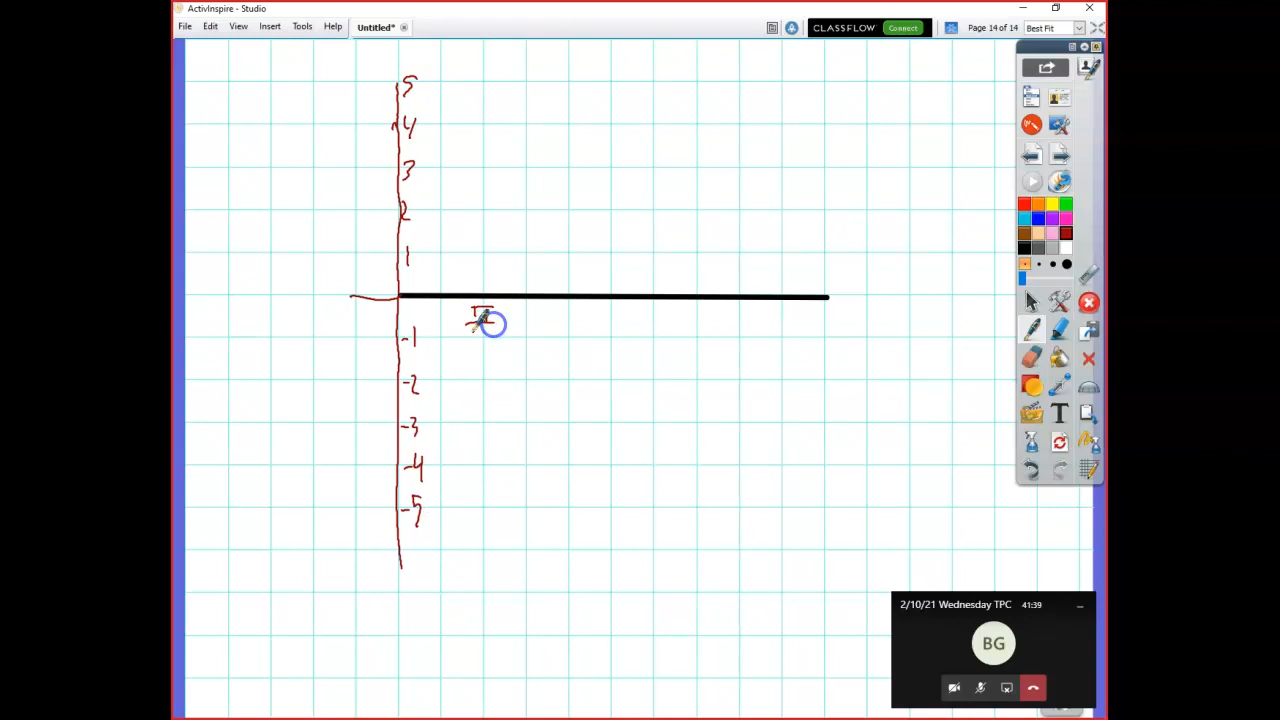 ActivInspire - Studio
File Edit View Insert Tools Help Untitled* CLASSFLOW Connect Page 14 of 14 Best Fit
5
4
3
2
1
π
-1
-2
-3
-4
-5
2/10/21 Wednesday TPC 41:39
BG